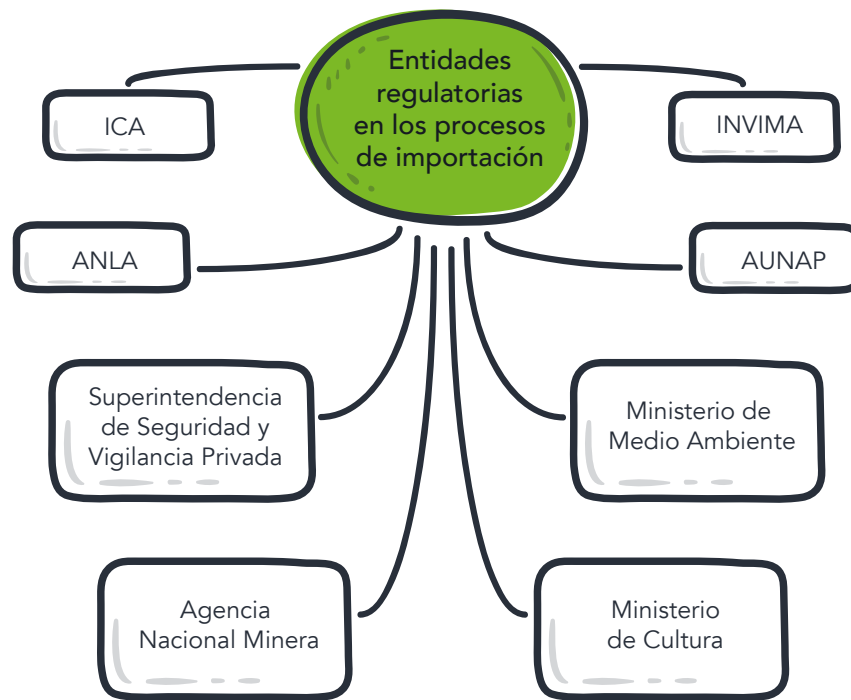 Entidades
regulatorias
en los procesos
de importación
ICA
INVIMA
ANLA
AUNAP
Superintendencia
de Seguridad y
Vigilancia Privada
Ministerio de
Medio Ambiente
Agencia
Nacional Minera
Ministerio
de Cultura